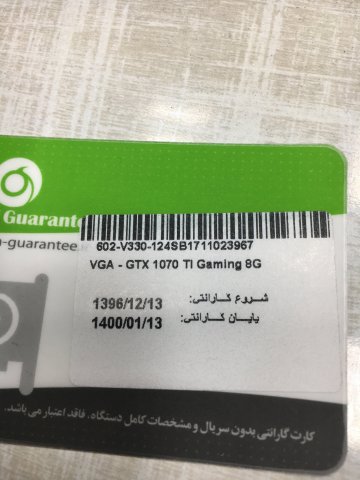 Guarante
-guarantee.
602-V330-124SB1711023967
VGA - GTX 1070 TI Gaming 8G
شروع گارانتی: 1396/12/13
پایان گارانتی: 1400/01/13
کارت گارانتی بدون سریال و مشخصات کامل دستگاه، فاقد اعتبار می باشد.